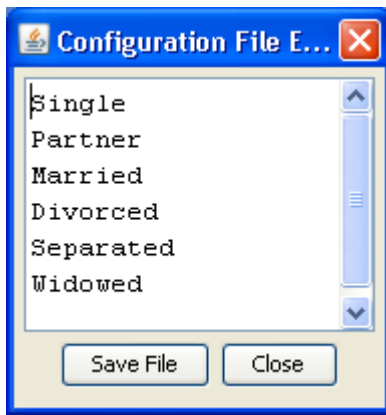 Configuration File E...
Single
Partner
Married
Divorced
Separated
Widowed
Save File Close